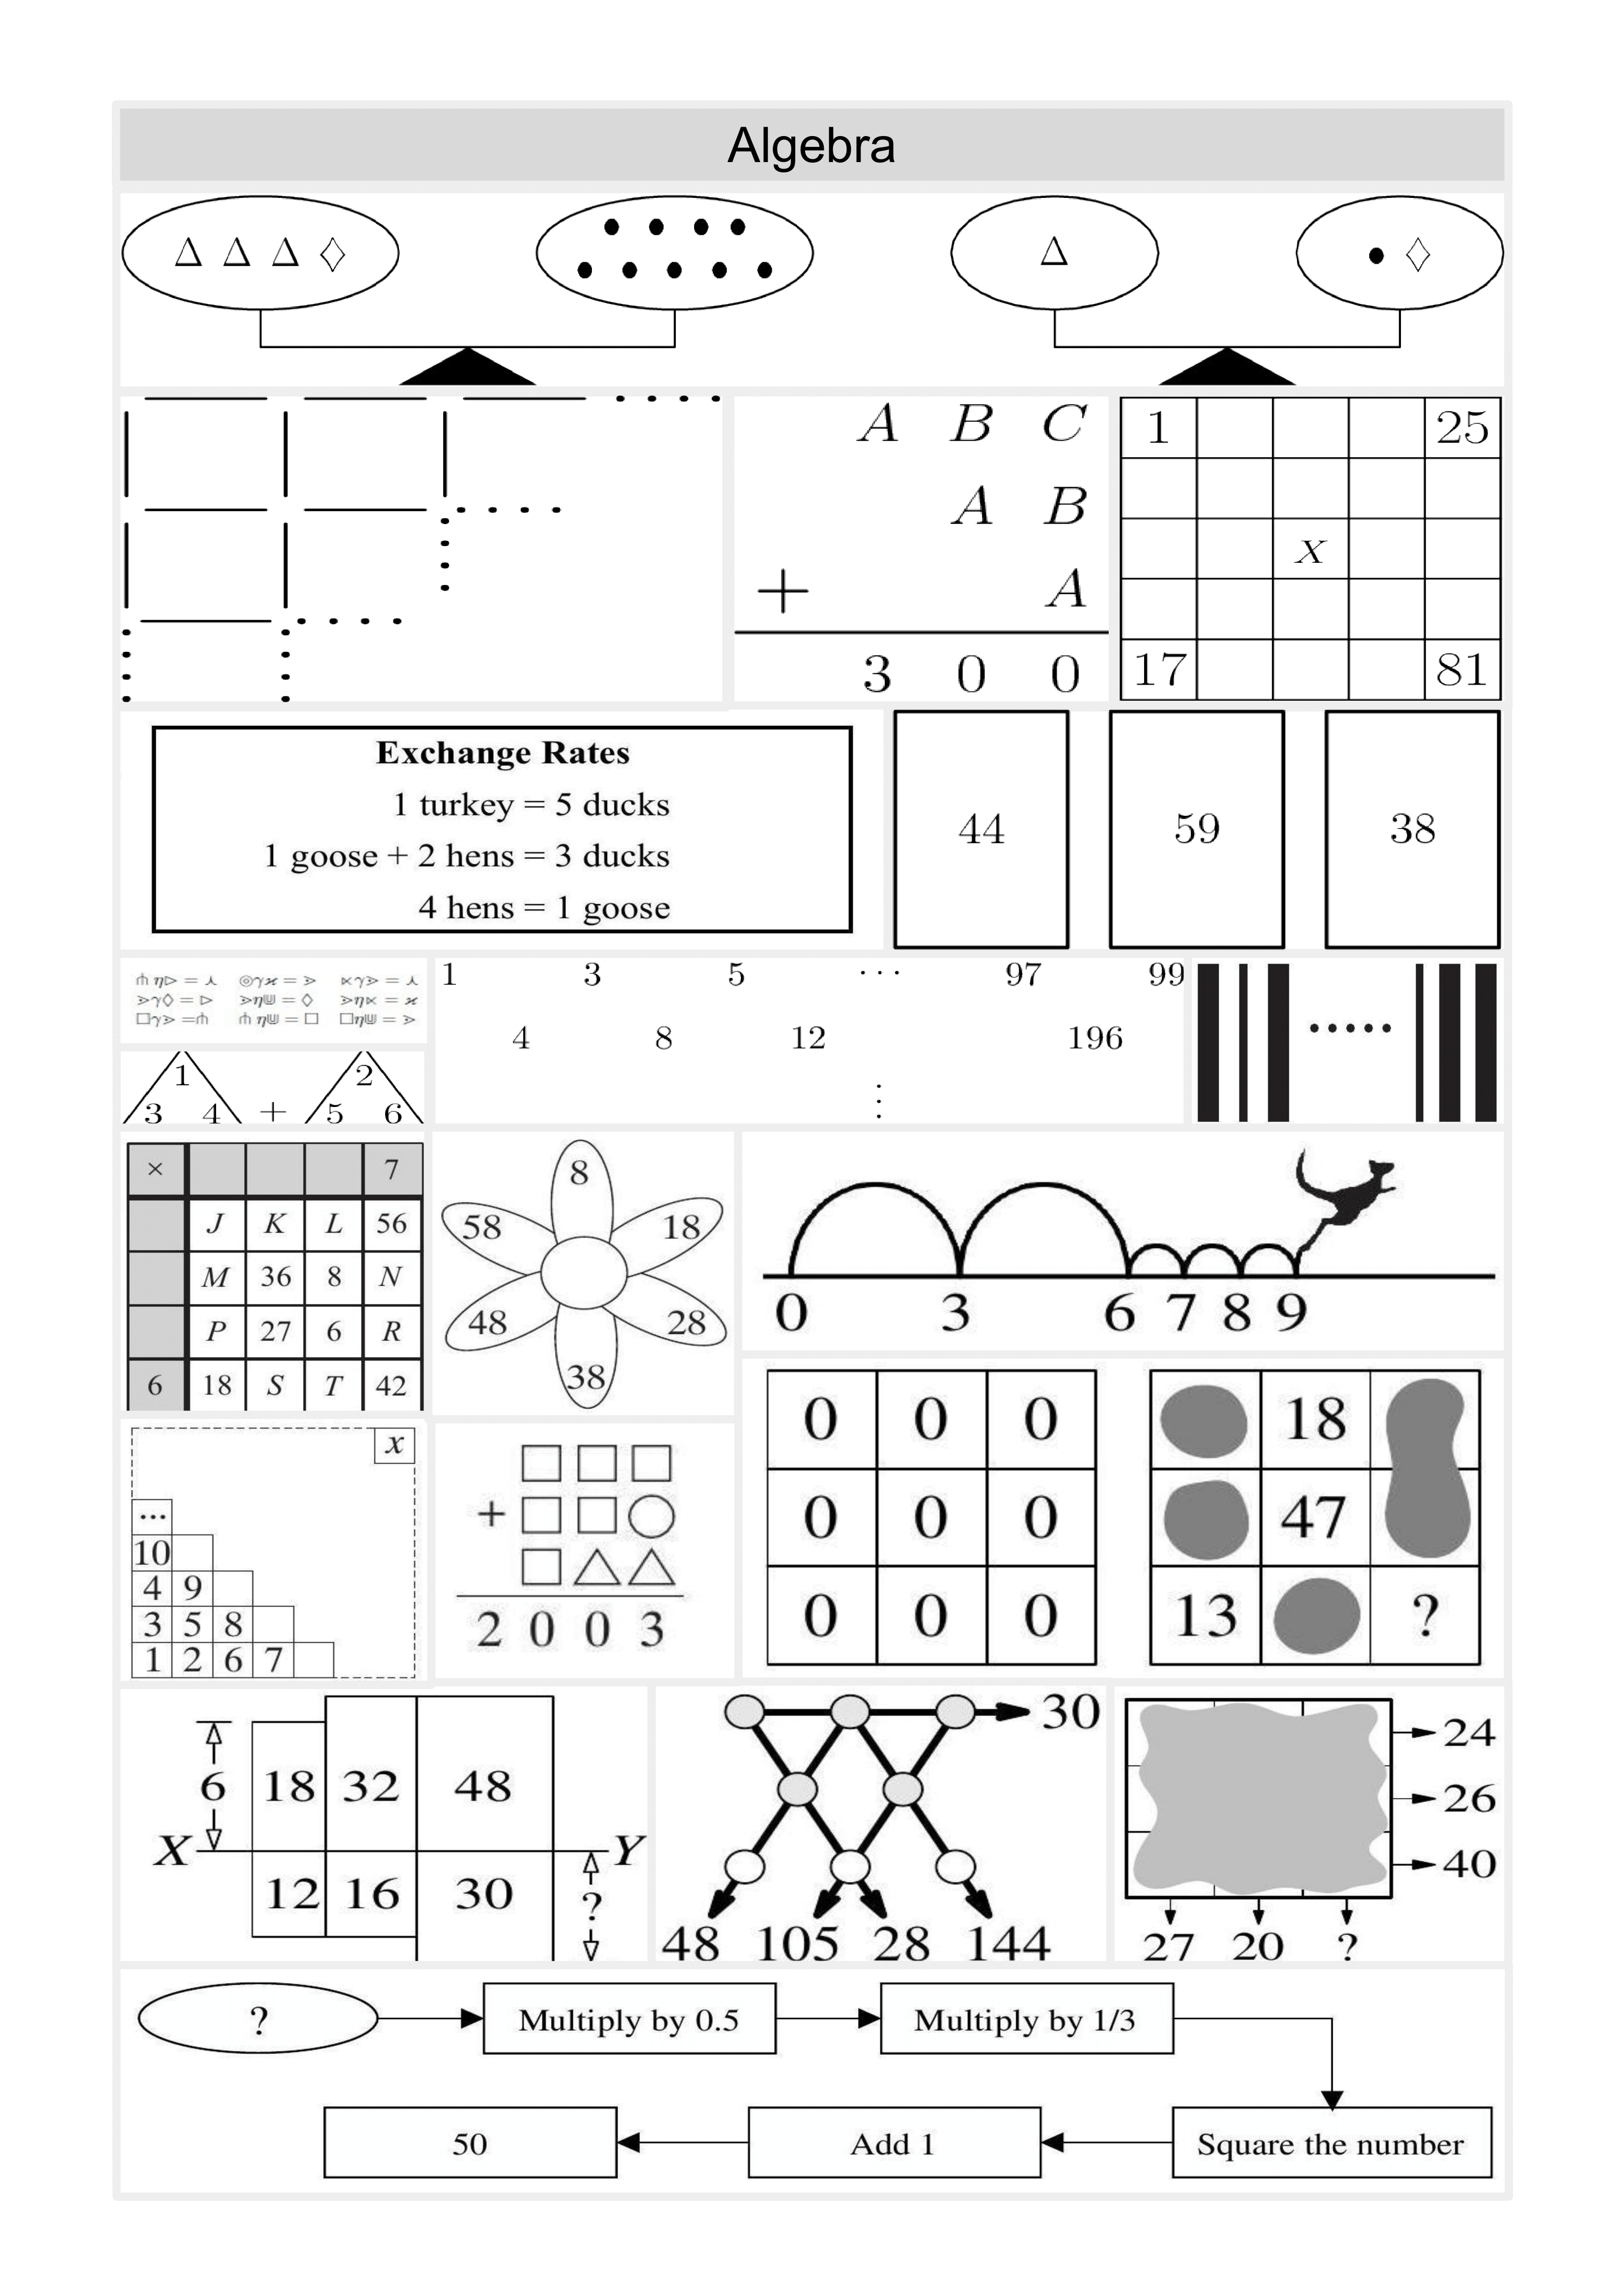 Algebra
Δ Δ Δ ◊
Δ
• ◊
A B C
A B
+ A
3 0 0
1 25
X
17 81
Exchange Rates
1 turkey = 5 ducks
1 goose + 2 hens = 3 ducks
4 hens = 1 goose
44 59 38
1 3 5 ··· 97 99
4 8 12 196
⋮
1 2
3 4 + 5 6
× 7
J K L 56
M 36 8 N
P 27 6 R
6 18 S T 42
8
58 18
48 28
38
0 3 6 7 8 9
x
...
10
4 9
3 5 8
1 2 6 7
□ □ □
+ □ □ ○
□ △ △
2 0 0 3
0 0 0
0 0 0
0 0 0
18
47
13 ?
6 18 32 48
X Y
12 16 30 ?
30
48 105 28 144
24
26
40
27 20 ?
? Multiply by 0.5 Multiply by 1/3
50 Add 1 Square the number